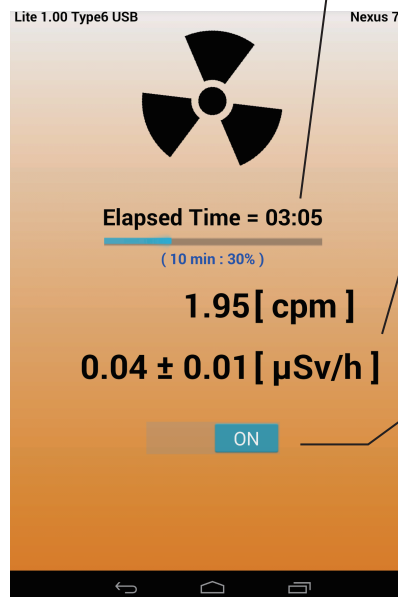 Lite 1.00 Type6 USB Nexus 7
Elapsed Time = 03:05
( 10 min : 30% )
1.95[ cpm ]
0.04 ± 0.01[ μSv/h ]
ON